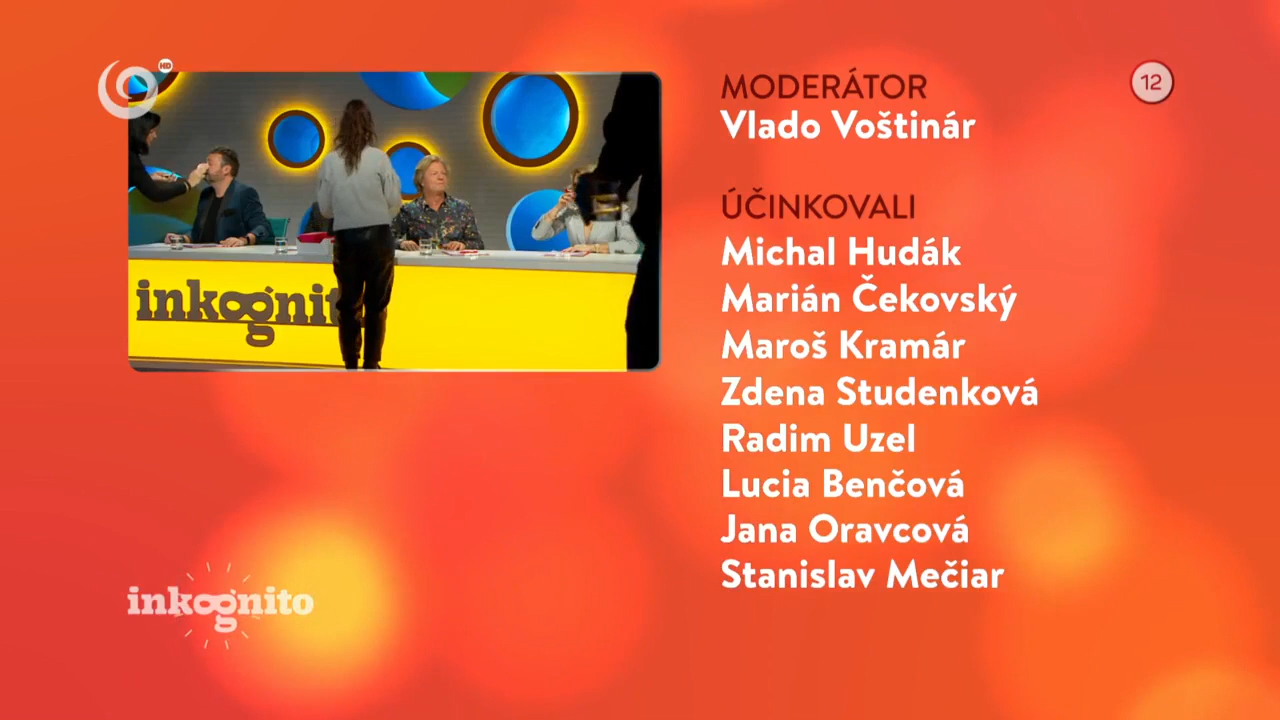 HD
MODERÁTOR
12
Vlado Voštinár
ÚČINKOVALI
Michal Hudák
Marián Čekovský
inkognito
Maroš Kramár
Zdena Studenková
Radim Uzel
Lucia Benčová
Jana Oravcová
Stanislav Mečiar
inkognito